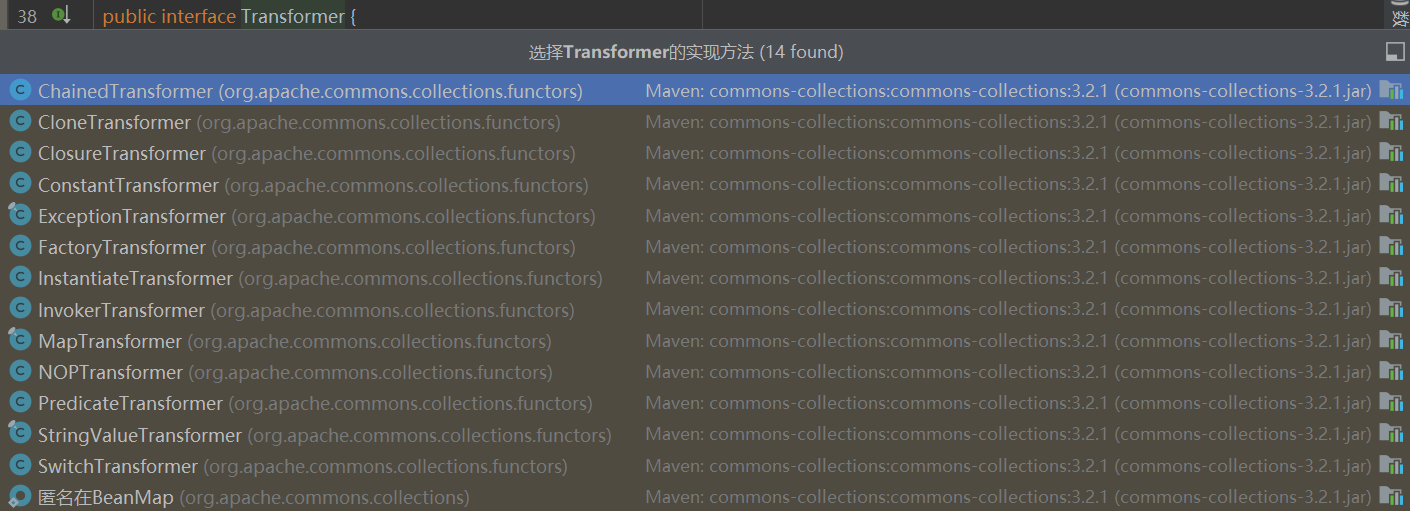 38 public interface Transformer {
数
选择Transformer的实现方法 (14 found)
ChainedTransformer (org.apache.commons.collections.functors) Maven: commons-collections:commons-collections:3.2.1 (commons-collections-3.2.1.jar)
CloneTransformer (org.apache.commons.collections.functors) Maven: commons-collections:commons-collections:3.2.1 (commons-collections-3.2.1.jar)
ClosureTransformer (org.apache.commons.collections.functors) Maven: commons-collections:commons-collections:3.2.1 (commons-collections-3.2.1.jar)
ConstantTransformer (org.apache.commons.collections.functors) Maven: commons-collections:commons-collections:3.2.1 (commons-collections-3.2.1.jar)
ExceptionTransformer (org.apache.commons.collections.functors) Maven: commons-collections:commons-collections:3.2.1 (commons-collections-3.2.1.jar)
FactoryTransformer (org.apache.commons.collections.functors) Maven: commons-collections:commons-collections:3.2.1 (commons-collections-3.2.1.jar)
InstantiateTransformer (org.apache.commons.collections.functors) Maven: commons-collections:commons-collections:3.2.1 (commons-collections-3.2.1.jar)
InvokerTransformer (org.apache.commons.collections.functors) Maven: commons-collections:commons-collections:3.2.1 (commons-collections-3.2.1.jar)
MapTransformer (org.apache.commons.collections.functors) Maven: commons-collections:commons-collections:3.2.1 (commons-collections-3.2.1.jar)
NOPTransformer (org.apache.commons.collections.functors) Maven: commons-collections:commons-collections:3.2.1 (commons-collections-3.2.1.jar)
PredicateTransformer (org.apache.commons.collections.functors) Maven: commons-collections:commons-collections:3.2.1 (commons-collections-3.2.1.jar)
StringValueTransformer (org.apache.commons.collections.functors) Maven: commons-collections:commons-collections:3.2.1 (commons-collections-3.2.1.jar)
SwitchTransformer (org.apache.commons.collections.functors) Maven: commons-collections:commons-collections:3.2.1 (commons-collections-3.2.1.jar)
匿名在BeanMap (org.apache.commons.collections) Maven: commons-collections:commons-collections:3.2.1 (commons-collections-3.2.1.jar)